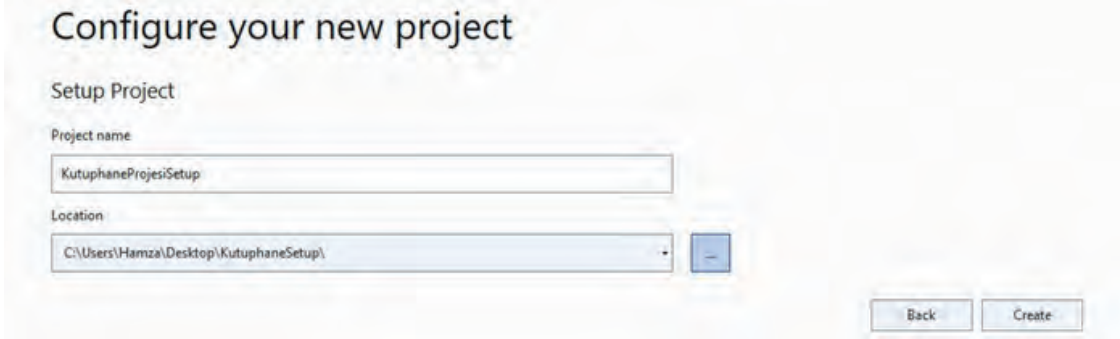 Configure your new project
Setup Project
Project name
KutuphaneProjesiSetup
Location
C:\Users\Hamza\Desktop\KutuphaneSetup\
...
Back Create